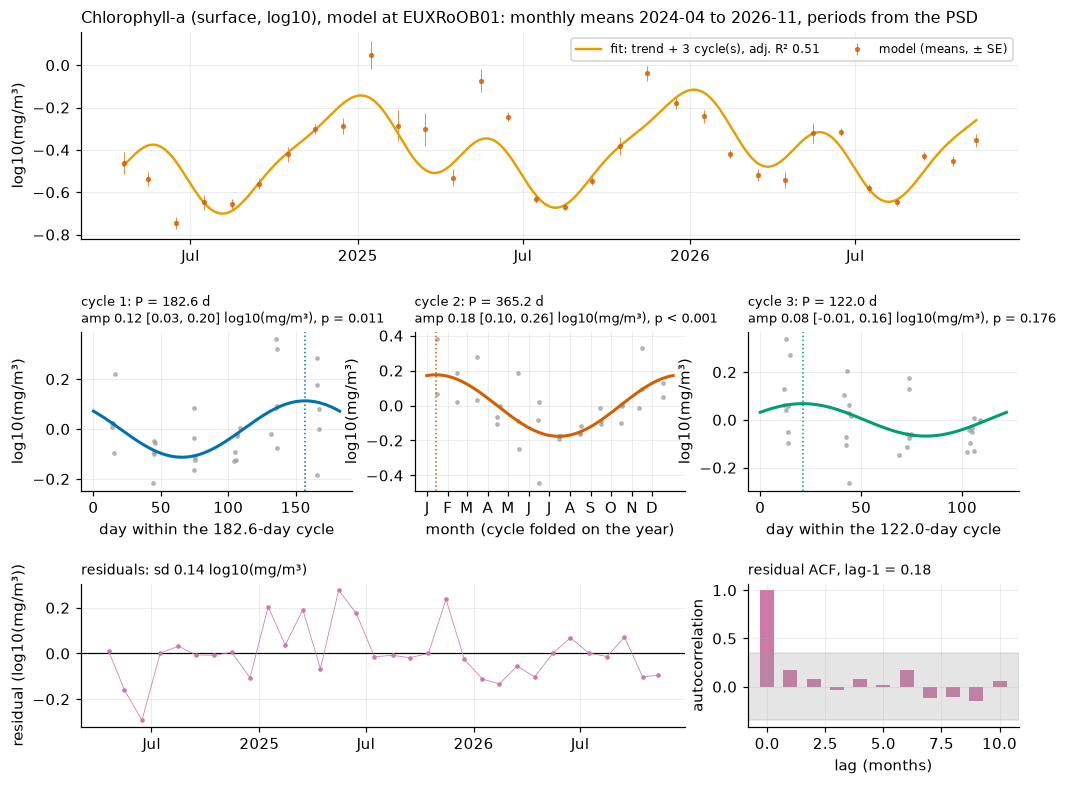 Chlorophyll-a (surface, log10), model at EUXRoOB01: monthly means 2024-04 to 2026-11, periods from the PSD
fit: trend + 3 cycle(s), adj. R² 0.51
model (means, ± SE)
log10(mg/m³)
0.0
−0.2
−0.4
−0.6
−0.8
Jul 2025 Jul 2026 Jul
cycle 1: P = 182.6 d
amp 0.12 [0.03, 0.20] log10(mg/m³), p = 0.011
log10(mg/m³)
0.2
0.0
−0.2
0 50 100 150
day within the 182.6-day cycle
cycle 2: P = 365.2 d
amp 0.18 [0.10, 0.26] log10(mg/m³), p < 0.001
log10(mg/m³)
0.4
0.2
0.0
−0.2
−0.4
J F M A M J J A S O N D
month (cycle folded on the year)
cycle 3: P = 122.0 d
amp 0.08 [-0.01, 0.16] log10(mg/m³), p = 0.176
log10(mg/m³)
0.2
0.0
−0.2
0 50 100
day within the 122.0-day cycle
residuals: sd 0.14 log10(mg/m³)
residual (log10(mg/m³))
0.2
0.0
−0.2
Jul 2025 Jul 2026 Jul
residual ACF, lag-1 = 0.18
autocorrelation
1.0
0.5
0.0
0.0 2.5 5.0 7.5 10.0
lag (months)